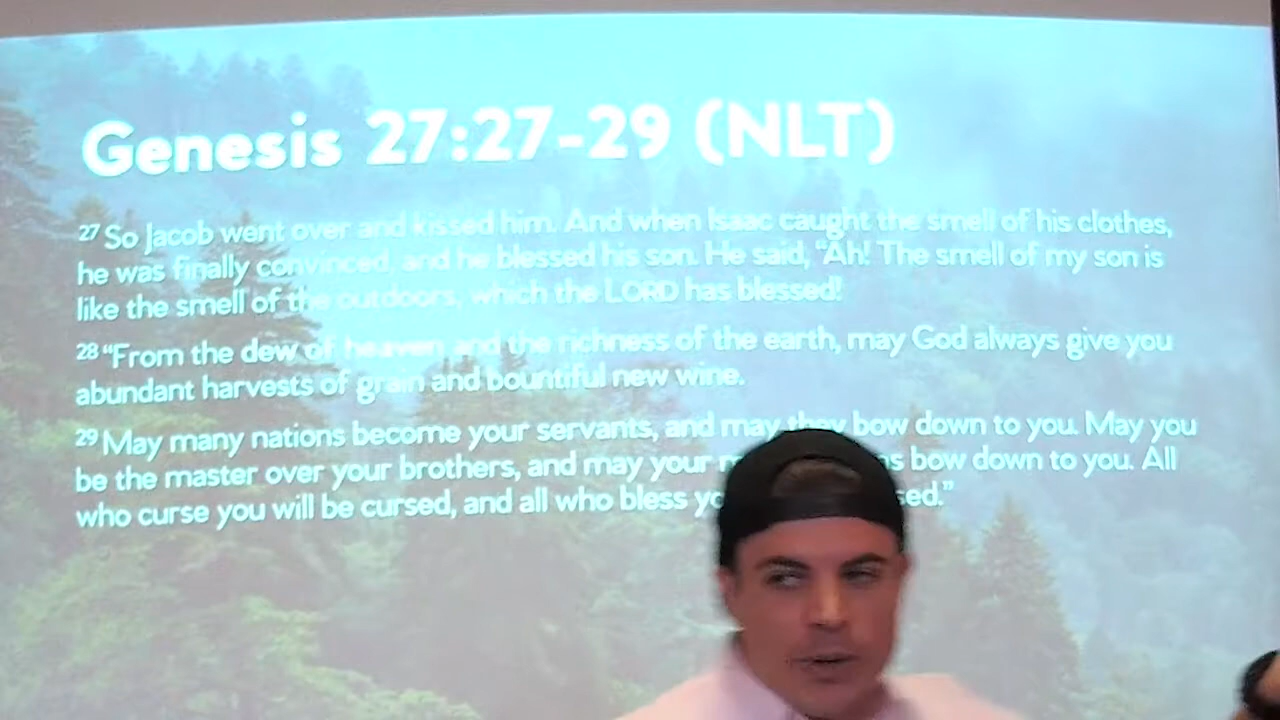 Genesis 27:27-29 (NLT)
27 So Jacob went over and kissed him. And when Isaac caught the smell of his clothes,
he was finally convinced, and he blessed his son. He said, “Ah! The smell of my son is
like the smell of the outdoors, which the LORD has blessed!
28 “From the dew of heaven and the richness of the earth, may God always give you
abundant harvests of grain and bountiful new wine.
29 May many nations become your servants, and may they bow down to you. May you
be the master over your brothers, and may your bow down to you. All
who curse you will be cursed, and all who bless